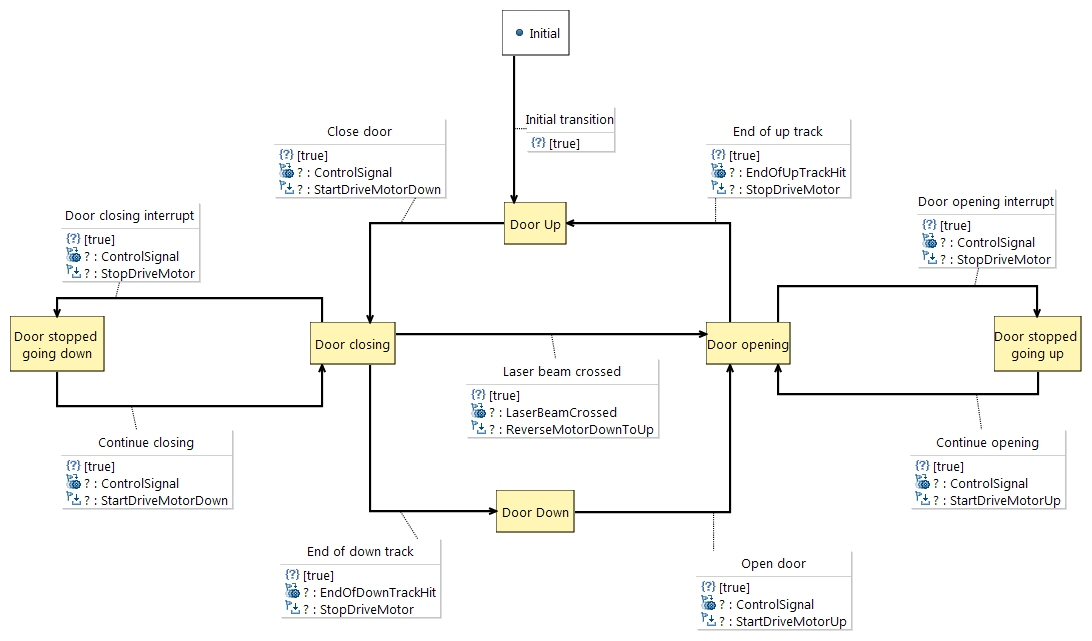 Initial
Initial transition
{?} [true]
Close door
{?} [true]
? : ControlSignal
? : StartDriveMotorDown
End of up track
{?} [true]
? : EndOfUpTrackHit
? : StopDriveMotor
Door closing interrupt
{?} [true]
? : ControlSignal
? : StopDriveMotor
Door Up
Door opening interrupt
{?} [true]
? : ControlSignal
? : StopDriveMotor
Door stopped
going down
Door closing
Door opening
Door stopped
going up
Laser beam crossed
{?} [true]
? : LaserBeamCrossed
? : ReverseMotorDownToUp
Continue closing
{?} [true]
? : ControlSignal
? : StartDriveMotorDown
Continue opening
{?} [true]
? : ControlSignal
? : StartDriveMotorUp
Door Down
End of down track
{?} [true]
? : EndOfDownTrackHit
? : StopDriveMotor
Open door
{?} [true]
? : ControlSignal
? : StartDriveMotorUp